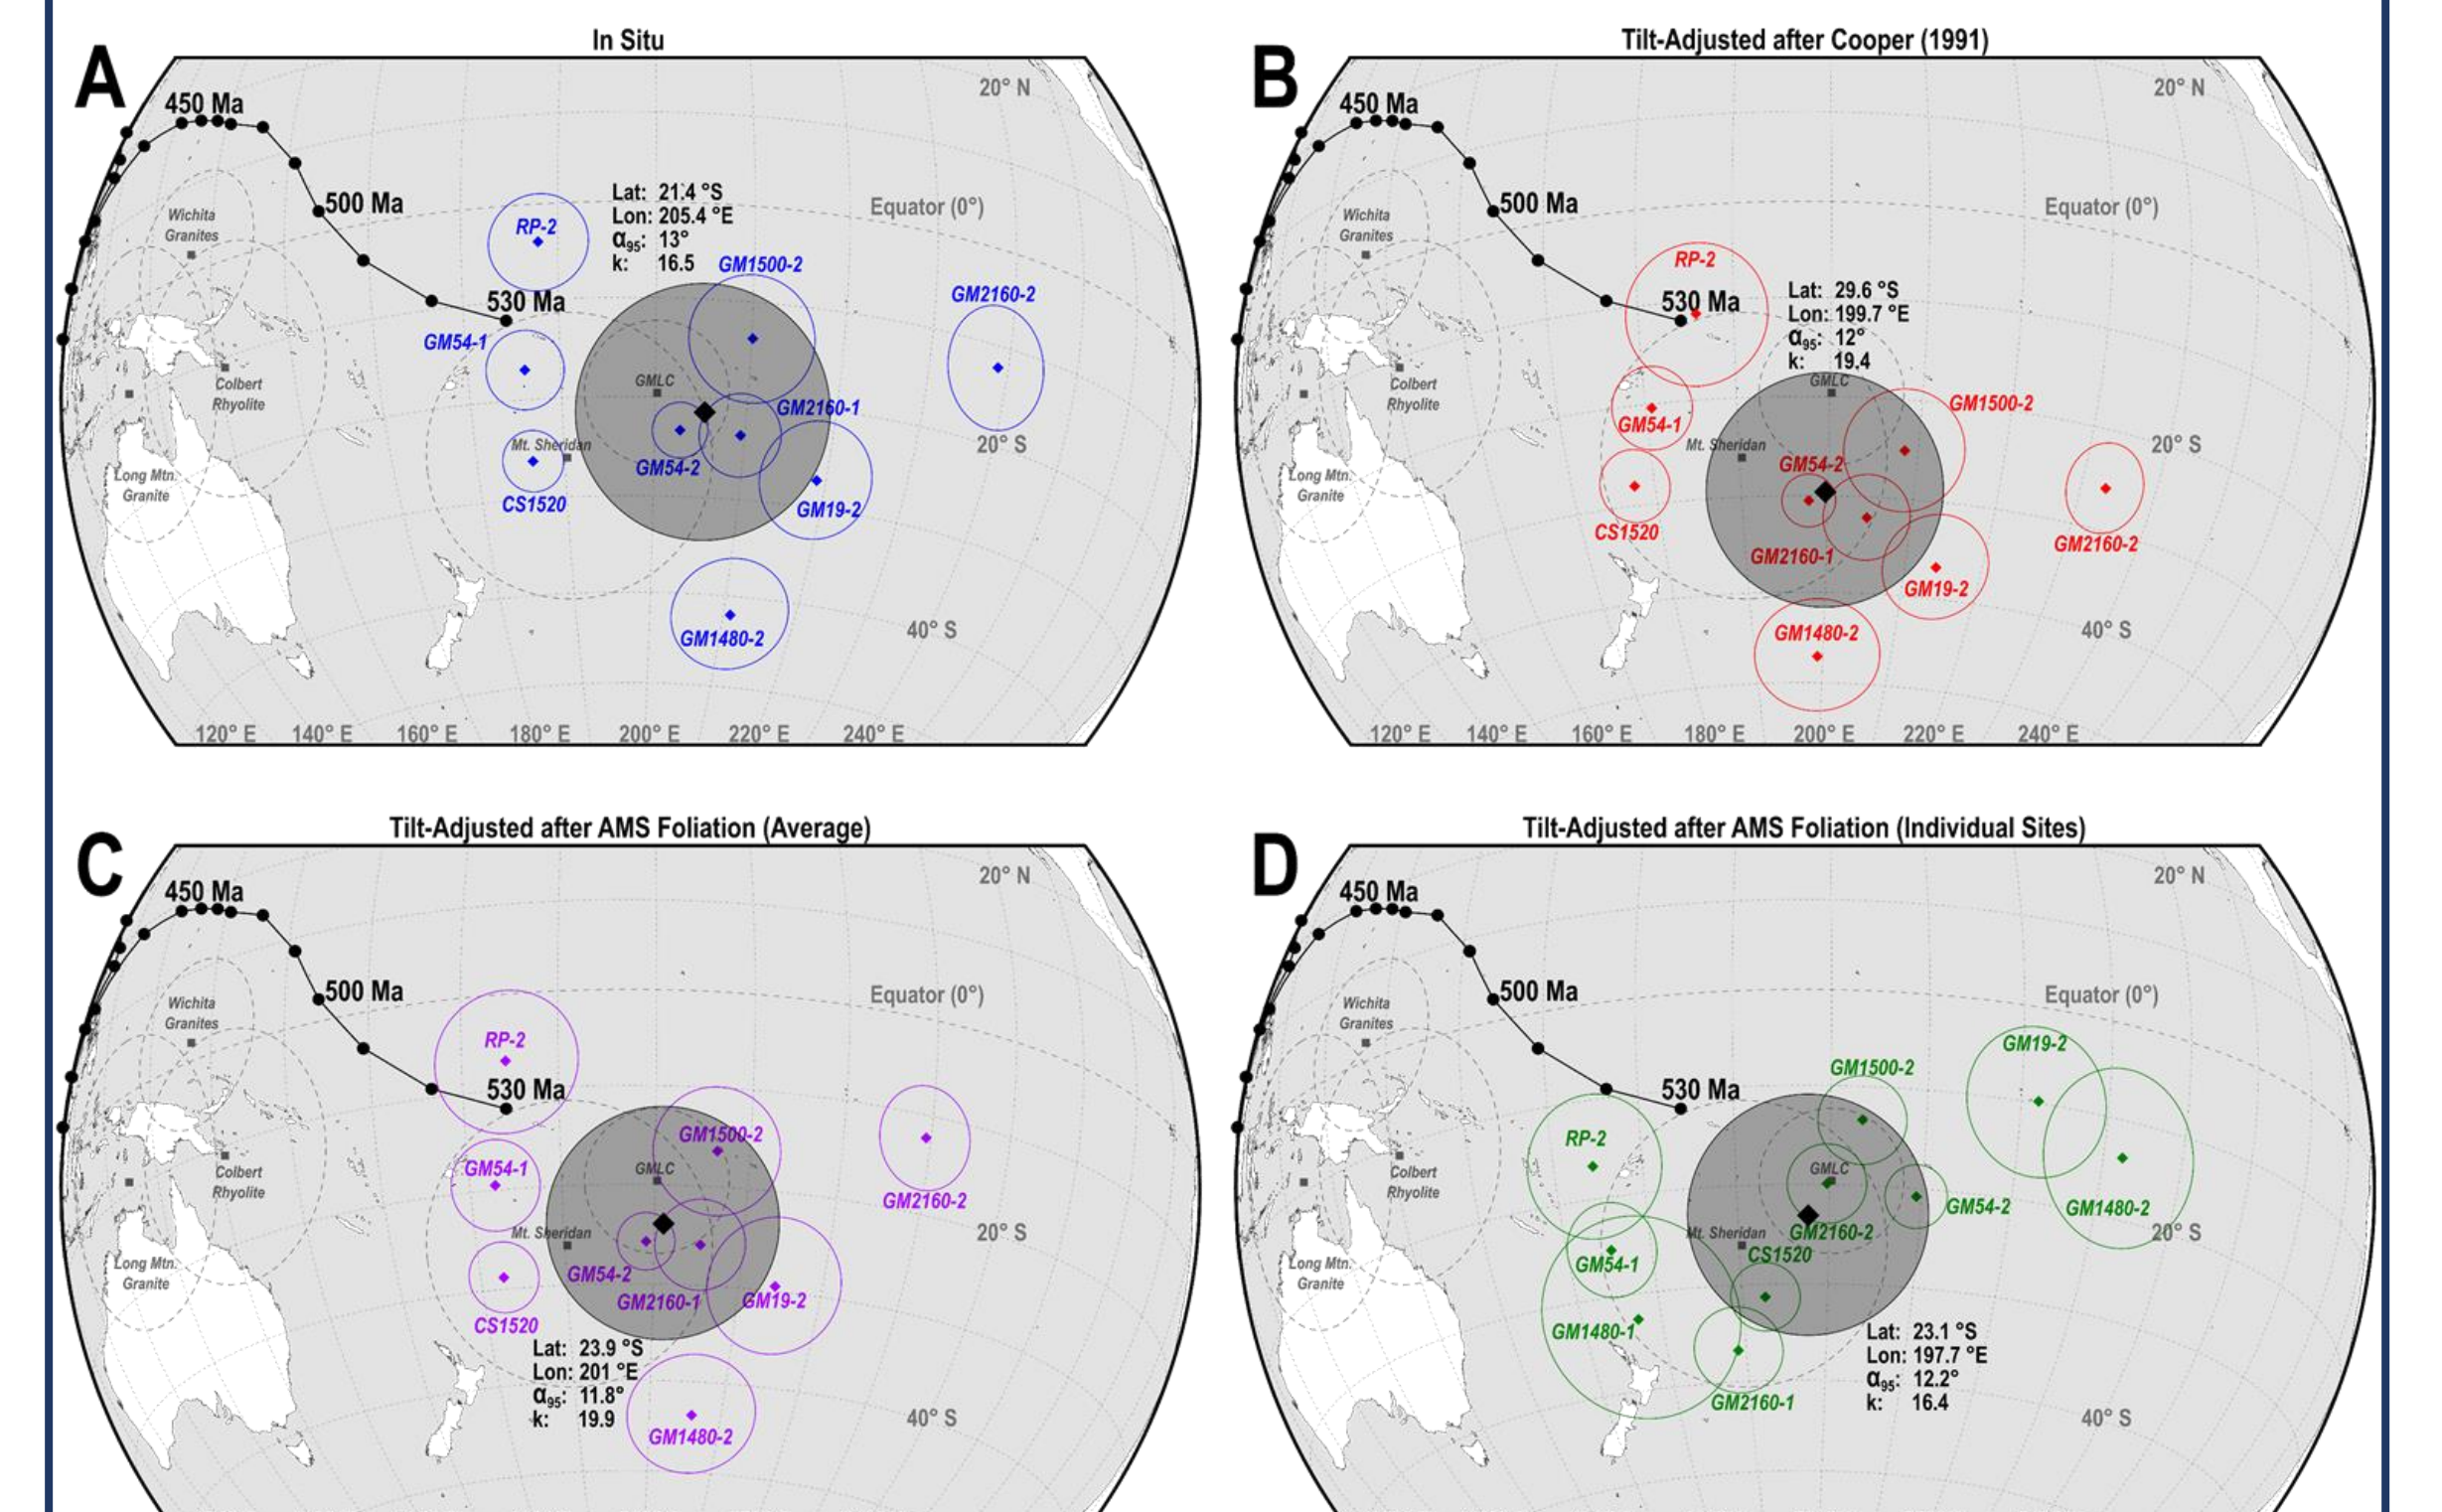 In Situ
A
20° N
450 Ma
500 Ma
Wichita
Granites
RP-2
Lat: 21.4 °S
Lon: 205.4 °E
α95: 13°
k: 16.5
Equator (0°)
GM1500-2
GM2160-2
530 Ma
GM54-1
GMLC
Colbert
Rhyolite
GM2160-1
Mt. Sheridan
20° S
GM54-2
Long Mtn.
Granite
CS1520
GM19-2
GM1480-2
40° S
120° E 140° E 160° E 180° E 200° E 220° E 240° E
Tilt-Adjusted after Cooper (1991)
B
20° N
450 Ma
500 Ma
Wichita
Granites
Equator (0°)
RP-2
530 Ma
Lat: 29.6 °S
Lon: 199.7 °E
α95: 12°
k: 19.4
GMLC
Colbert
Rhyolite
GM1500-2
GM54-1
Mt. Sheridan
20° S
GM54-2
Long Mtn.
Granite
CS1520
GM2160-1
GM2160-2
GM19-2
GM1480-2
40° S
120° E 140° E 160° E 180° E 200° E 220° E 240° E
Tilt-Adjusted after AMS Foliation (Average)
C
20° N
450 Ma
500 Ma
Wichita
Granites
Equator (0°)
RP-2
530 Ma
GM1500-2
GM54-1
GMLC
Colbert
Rhyolite
GM2160-2
Mt. Sheridan
20° S
Long Mtn.
Granite
GM54-2
GM2160-1
GM19-2
CS1520
Lat: 23.9 °S
Lon: 201 °E
α95: 11.8°
k: 19.9
GM1480-2
40° S
Tilt-Adjusted after AMS Foliation (Individual Sites)
D
20° N
450 Ma
500 Ma
Wichita
Granites
Equator (0°)
GM19-2
GM1500-2
530 Ma
RP-2
GMLC
Colbert
Rhyolite
GM54-2
GM1480-2
Mt. Sheridan
GM2160-2
20° S
CS1520
GM54-1
Long Mtn.
Granite
GM1480-1
Lat: 23.1 °S
Lon: 197.7 °E
α95: 12.2°
k: 16.4
GM2160-1
40° S